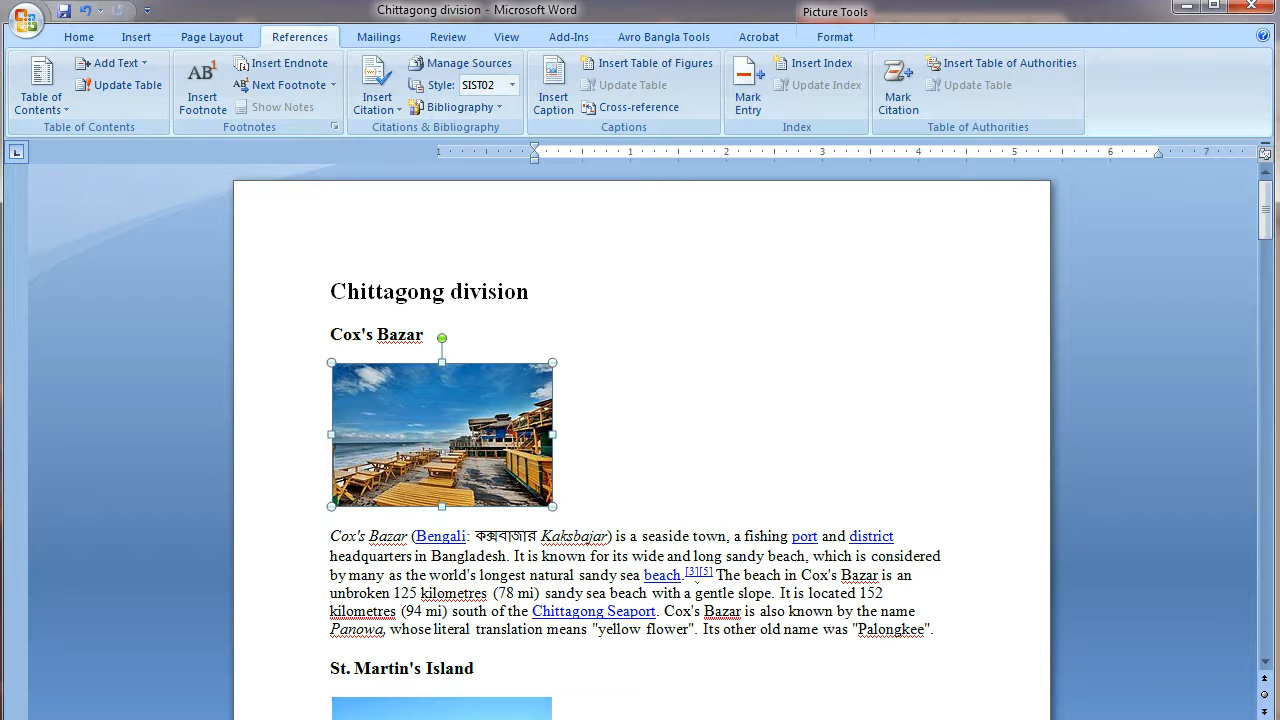 Chittagong division - Microsoft Word
Picture Tools
Home Insert Page Layout References Mailings Review View Add-Ins Avro Bangla Tools Acrobat Format
Table of Contents
Add Text
Update Table
Table of Contents
AB1
Insert Footnote
Insert Endnote
Next Footnote
Show Notes
Footnotes
Insert Citation
Manage Sources
Style: SIST02
Bibliography
Citations & Bibliography
Insert Caption
Insert Table of Figures
Update Table
Cross-reference
Captions
Mark Entry
Insert Index
Update Index
Index
Mark Citation
Insert Table of Authorities
Update Table
Table of Authorities
1 1 2 3 4 5 6 7
Chittagong division
Cox's Bazar
Cox's Bazar (Bengali: কক্সবাজার Kaksbajar) is a seaside town, a fishing port and district
headquarters in Bangladesh. It is known for its wide and long sandy beach, which is considered
by many as the world's longest natural sandy sea beach.[3][5] The beach in Cox's Bazar is an
unbroken 125 kilometres (78 mi) sandy sea beach with a gentle slope. It is located 152
kilometres (94 mi) south of the Chittagong Seaport. Cox's Bazar is also known by the name
Panowa, whose literal translation means "yellow flower". Its other old name was "Palongkee".
St. Martin's Island